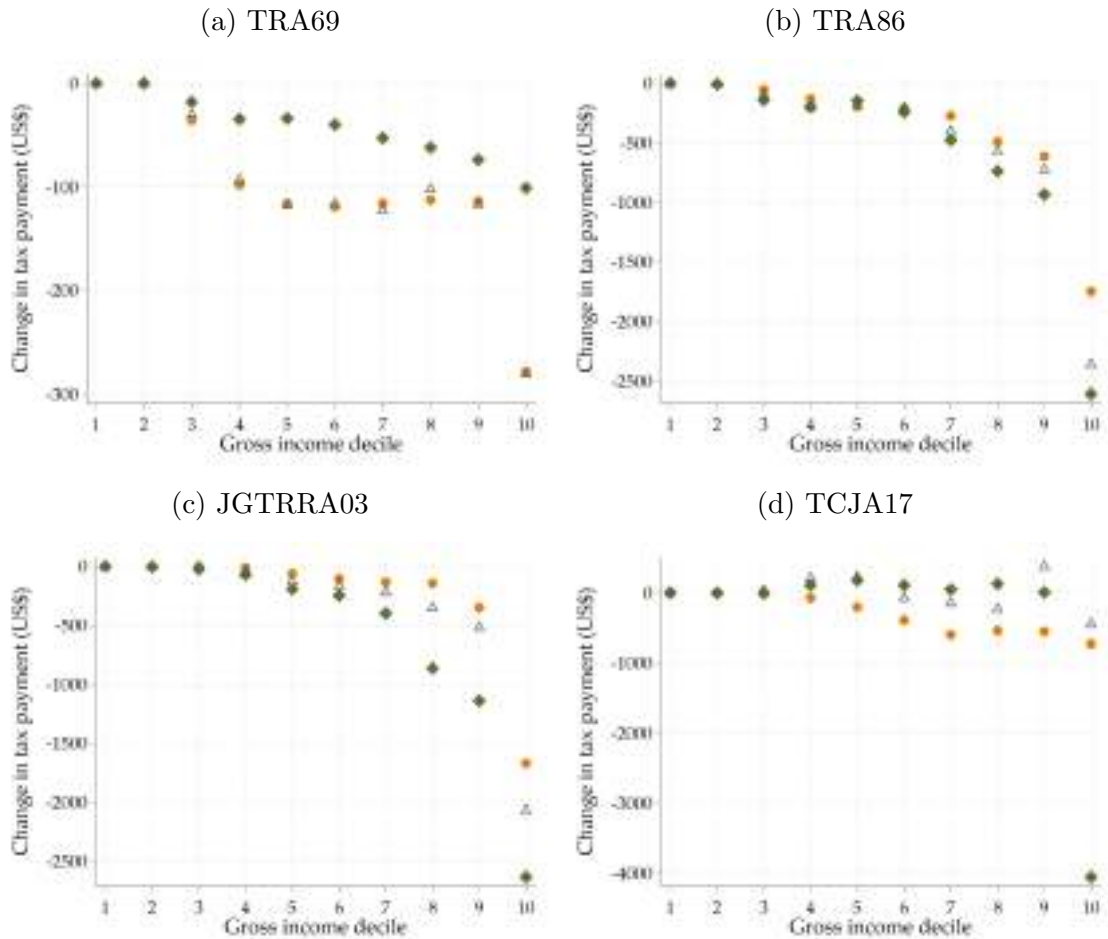 (a) TRA69
(b) TRA86
0
-100
-200
-300
Change in tax payment (US$)
1 2 3 4 5 6 7 8 9 10
Gross income decile
0
-500
-1000
-1500
-2000
-2500
Change in tax payment (US$)
1 2 3 4 5 6 7 8 9 10
Gross income decile
(c) JGTRRA03
(d) TCJA17
0
-500
-1000
-1500
-2000
-2500
Change in tax payment (US$)
1 2 3 4 5 6 7 8 9 10
Gross income decile
0
-1000
-2000
-3000
-4000
Change in tax payment (US$)
1 2 3 4 5 6 7 8 9 10
Gross income decile